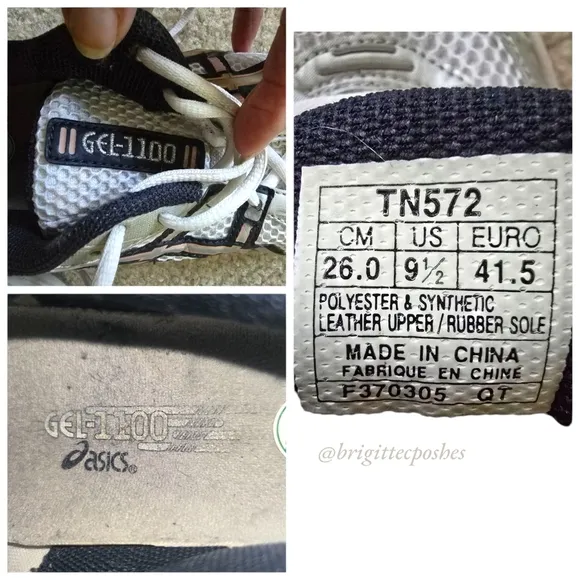 GEL-1100
TN572
CM US EURO
26.0 9½ 41.5
POLYESTER & SYNTHETIC
LEATHER UPPER / RUBBER SOLE
MADE IN CHINA
FABRIQUE EN CHINE
F370305 QT
GEL-1100
asics®
@brigittecposhes